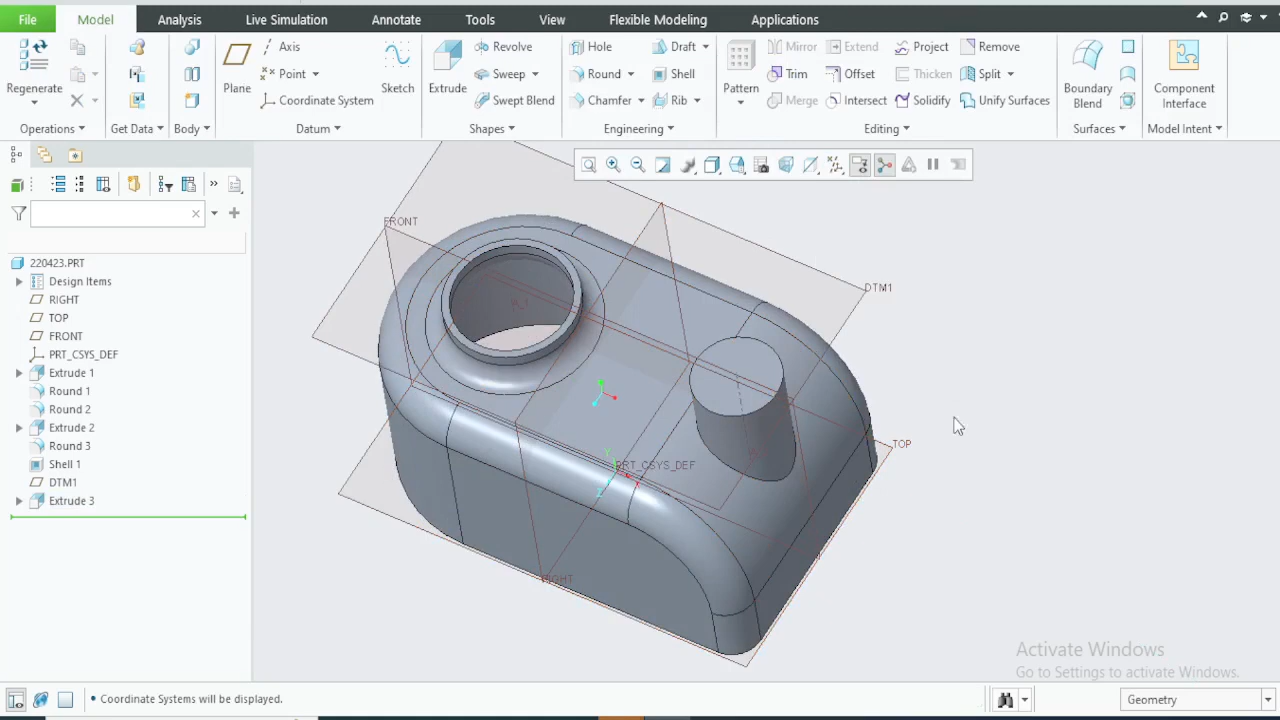 File Model Analysis Live Simulation Annotate Tools View Flexible Modeling Applications
Axis Revolve Hole Draft Mirror Extend Project Remove
Point Sweep Round Shell Trim Offset Thicken Split
Regenerate Plane Sketch Extrude Pattern Boundary Blend Component Interface
Coordinate System Swept Blend Chamfer Rib Merge Intersect Solidify Unify Surfaces
Operations Get Data Body Datum Shapes Engineering Editing Surfaces Model Intent
FRONT
DTM1
220423.PRT
Design Items
RIGHT
TOP
FRONT
PRT_CSYS_DEF
Extrude 1
Round 1
Round 2
Extrude 2
Round 3
Shell 1
DTM1
Extrude 3
TOP
PRT_CSYS_DEF
RIGHT
Activate Windows
Go to Settings to activate Windows.
Coordinate Systems will be displayed.
Geometry